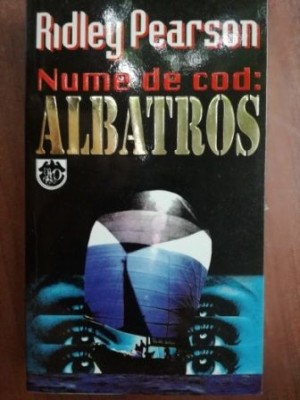 Ridley Pearson
Nume de cod:
ALBATROS